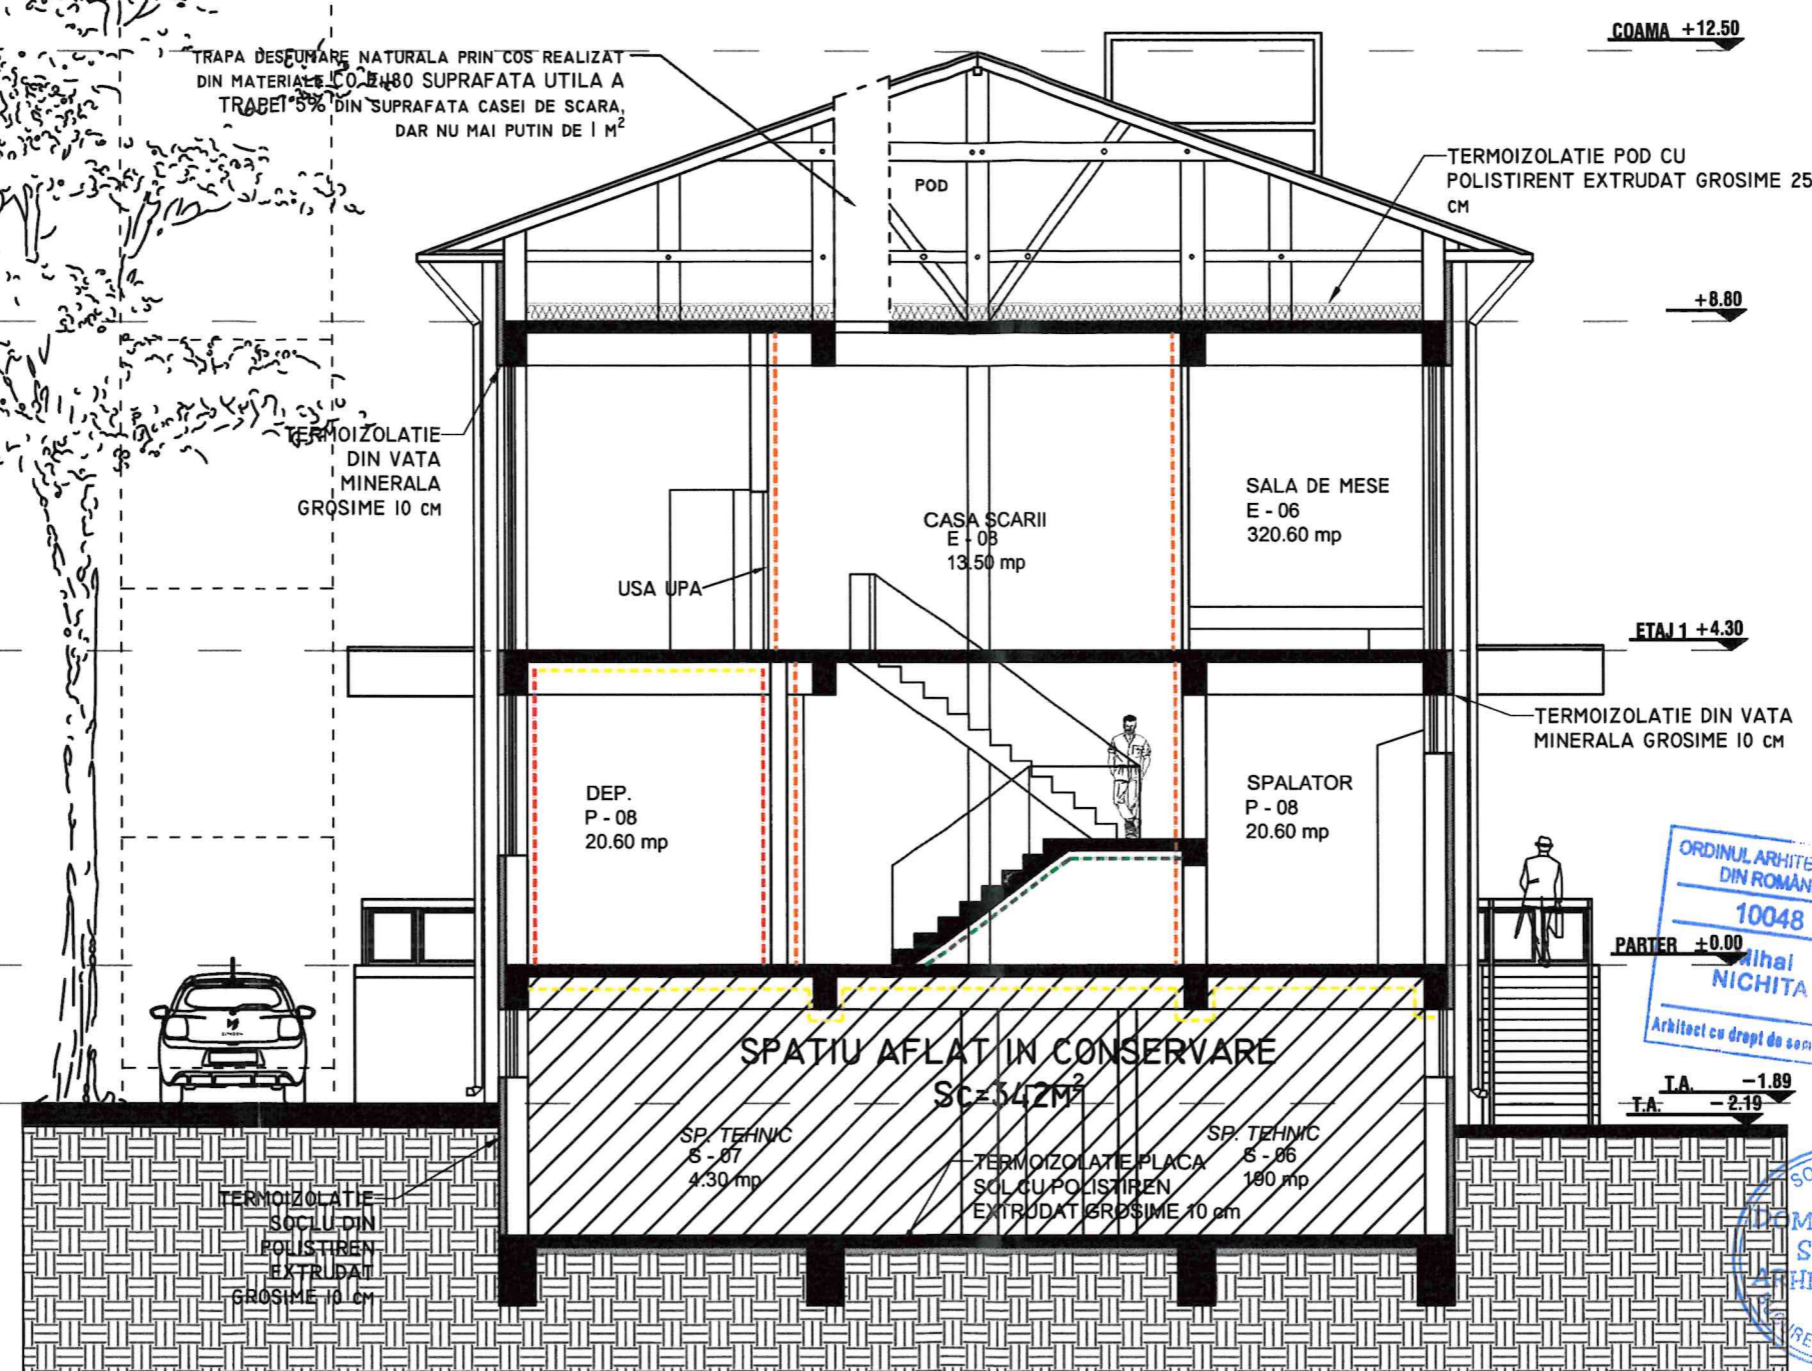 COAMA +12.50
TRAPA DESFUMARE NATURALA PRIN COS REALIZAT
DIN MATERIALE CO EI180 SUPRAFATA UTILA A
TRAPEI 5% DIN SUPRAFATA CASEI DE SCARA,
DAR NU MAI PUTIN DE 1 M²
TERMOIZOLATIE POD CU
POLISTIRENT EXTRUDAT GROSIME 25
CM
POD
+8.80
TERMOIZOLATIE
DIN VATA
MINERALA
GROSIME 10 CM
SALA DE MESE
E - 06
320.60 mp
CASA SCARII
E - 03
13.50 mp
USA UPA
ETAJ 1 +4.30
TERMOIZOLATIE DIN VATA
MINERALA GROSIME 10 CM
DEP.
P - 08
20.60 mp
SPALATOR
P - 08
20.60 mp
DIN ROMÂN
10048
PARTER ±0.00
Mihai
NICHITA
Arhitect cu drept de
SPATIU AFLAT IN CONSERVARE
Sc=342M²
T.A. -1.89
T.A. -2.19
SP. TEHNIC
S - 07
4.30 mp
SP. TEHNIC
S - 06
190 mp
TERMOIZOLATIE PLACA
SOL CU POLISTIREN
EXTRUDAT GROSIME 10 cm
TERMOIZOLATIE
SOCLU DIN
POLISTIREN
EXTRUDAT
GROSIME 10 CM